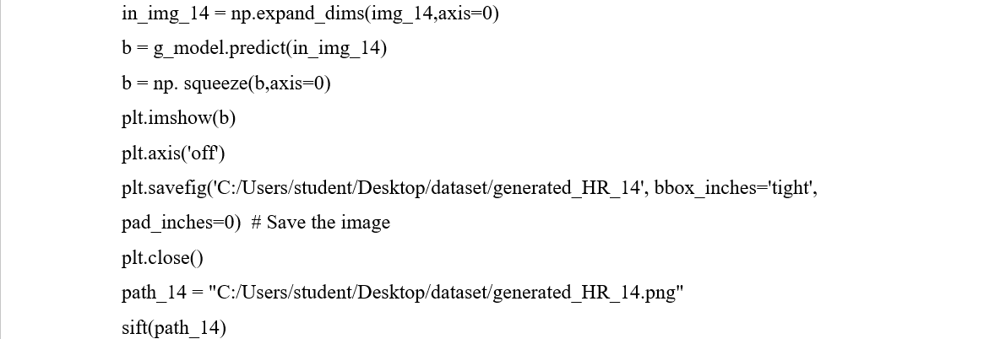 in_img_14 = np.expand_dims(img_14,axis=0)
b = g_model.predict(in_img_14)
b = np. squeeze(b,axis=0)
plt.imshow(b)
plt.axis('off')
plt.savefig('C:/Users/student/Desktop/dataset/generated_HR_14', bbox_inches='tight',
pad_inches=0)  # Save the image
plt.close()
path_14 = "C:/Users/student/Desktop/dataset/generated_HR_14.png"
sift(path_14)